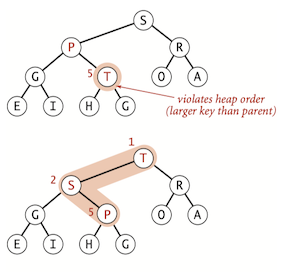 S
P R
5 T
G O A
violates heap order
(larger key than parent)
E I H G
1
T
2 S R
G 5 P O A
E I H G